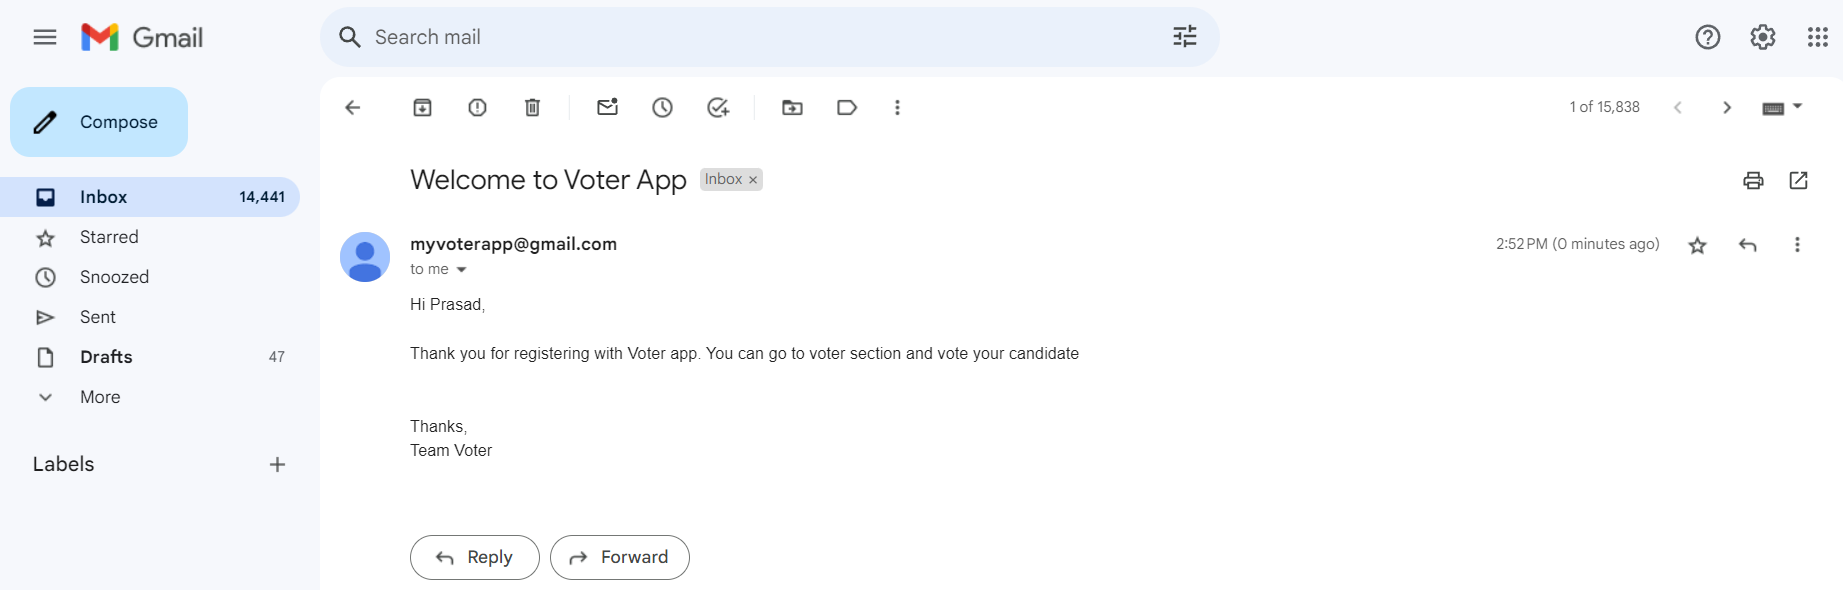 Gmail
Search mail
Compose
1 of 15,838
Welcome to Voter App Inbox ×
Inbox 14,441
Starred
Snoozed
Sent
Drafts 47
More
Labels
myvoterapp@gmail.com 2:52 PM (0 minutes ago)
to me
Hi Prasad,
Thank you for registering with Voter app. You can go to voter section and vote your candidate
Thanks,
Team Voter
Reply Forward